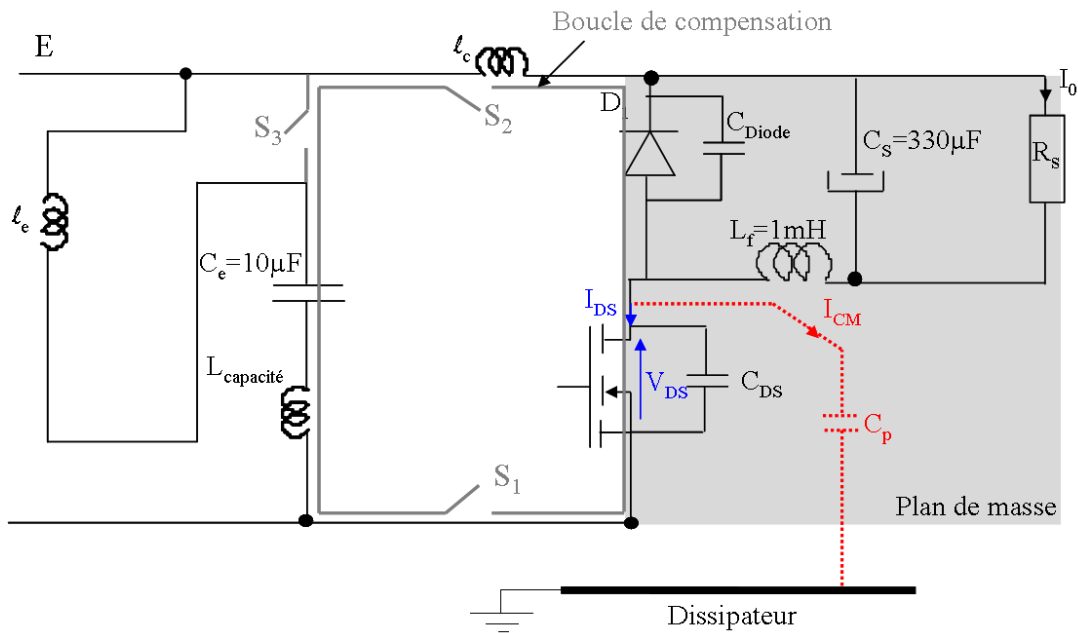 Boucle de compensation
E
ℓc
I0
D1
S3
S2
CDiode
CS=330µF
RS
ℓe
Lf=1mH
Ce=10µF
IDS
ICM
Lcapacité
VDS
CDS
Cp
S1
Plan de masse
Dissipateur